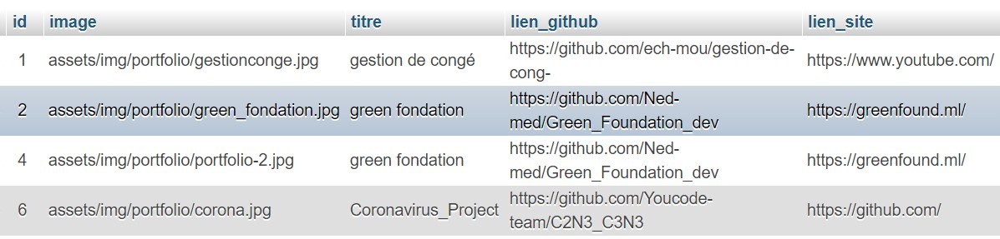 id image titre lien_github lien_site
1 assets/img/portfolio/gestionconge.jpg gestion de congé https://github.com/ech-mou/gestion-de-
cong- https://www.youtube.com/
2 assets/img/portfolio/green_fondation.jpg green fondation https://github.com/Ned-
med/Green_Foundation_dev https://greenfound.ml/
4 assets/img/portfolio/portfolio-2.jpg green fondation https://github.com/Ned-
med/Green_Foundation_dev https://greenfound.ml/
6 assets/img/portfolio/corona.jpg Coronavirus_Project https://github.com/Youcode-
team/C2N3_C3N3 https://github.com/